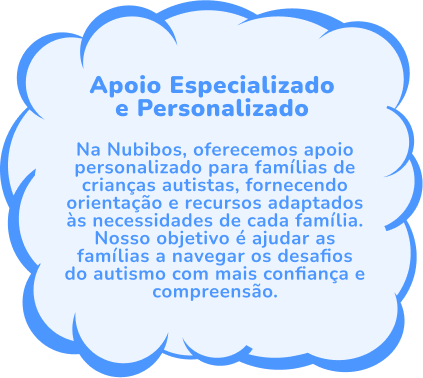 Apoio Especializado
e Personalizado
Na Nubibos, oferecemos apoio
personalizado para famílias de
crianças autistas, fornecendo
orientação e recursos adaptados
às necessidades de cada família.
Nosso objetivo é ajudar as
famílias a navegar os desafios
do autismo com mais confiança e
compreensão.